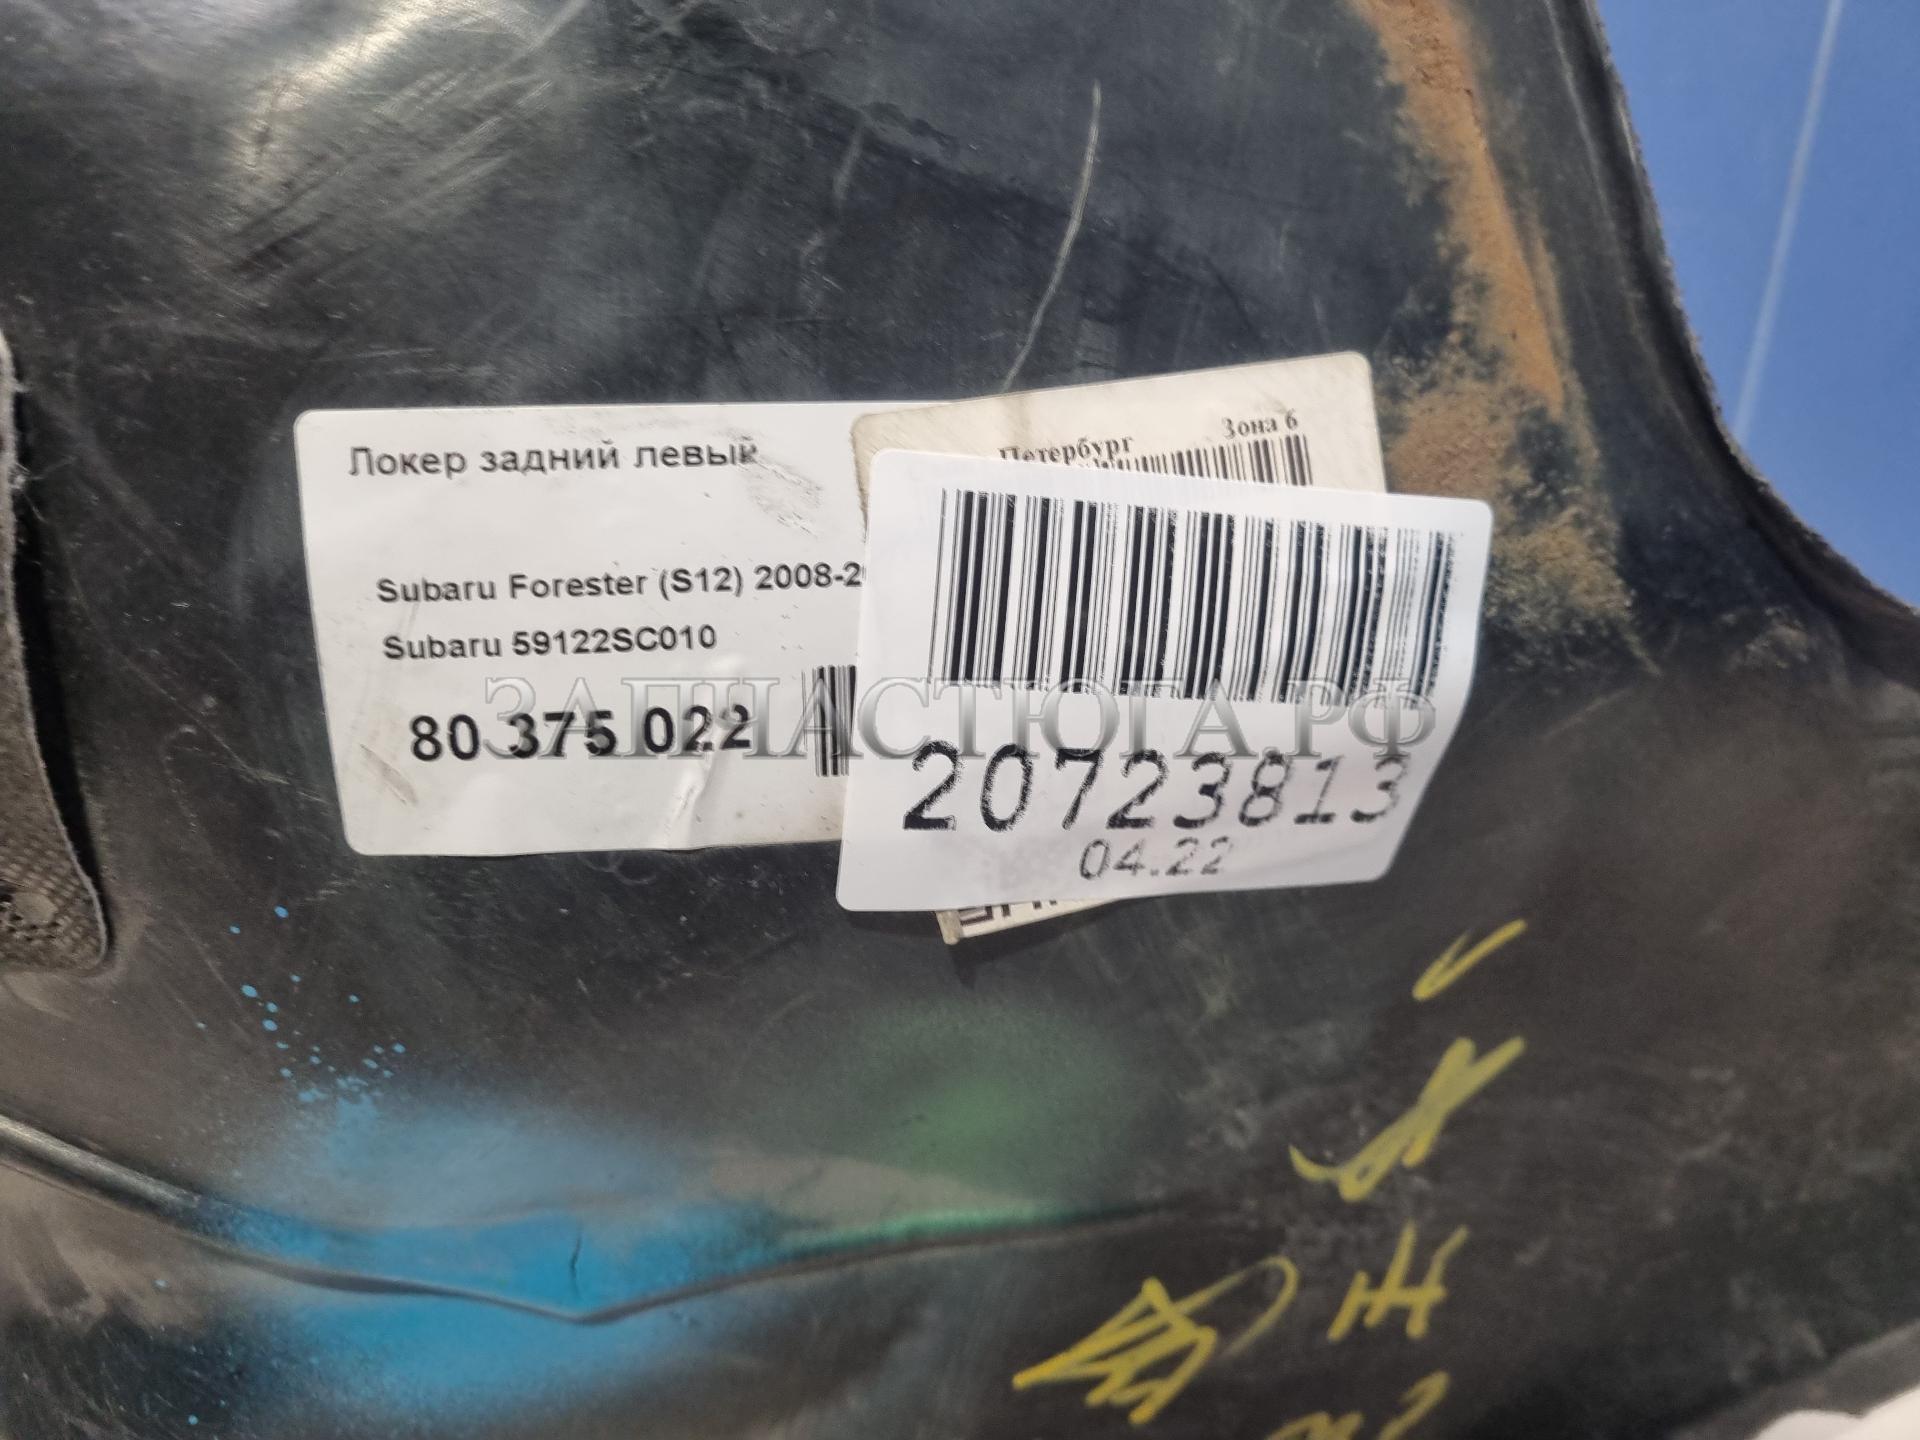 Локер задний левый
Зона 6
Петербург
Subaru Forester (S12) 2008-2
Subaru 59122SC010
80 375 022
ЗАПЧАСТЮГА.РФ
20723813
04.22